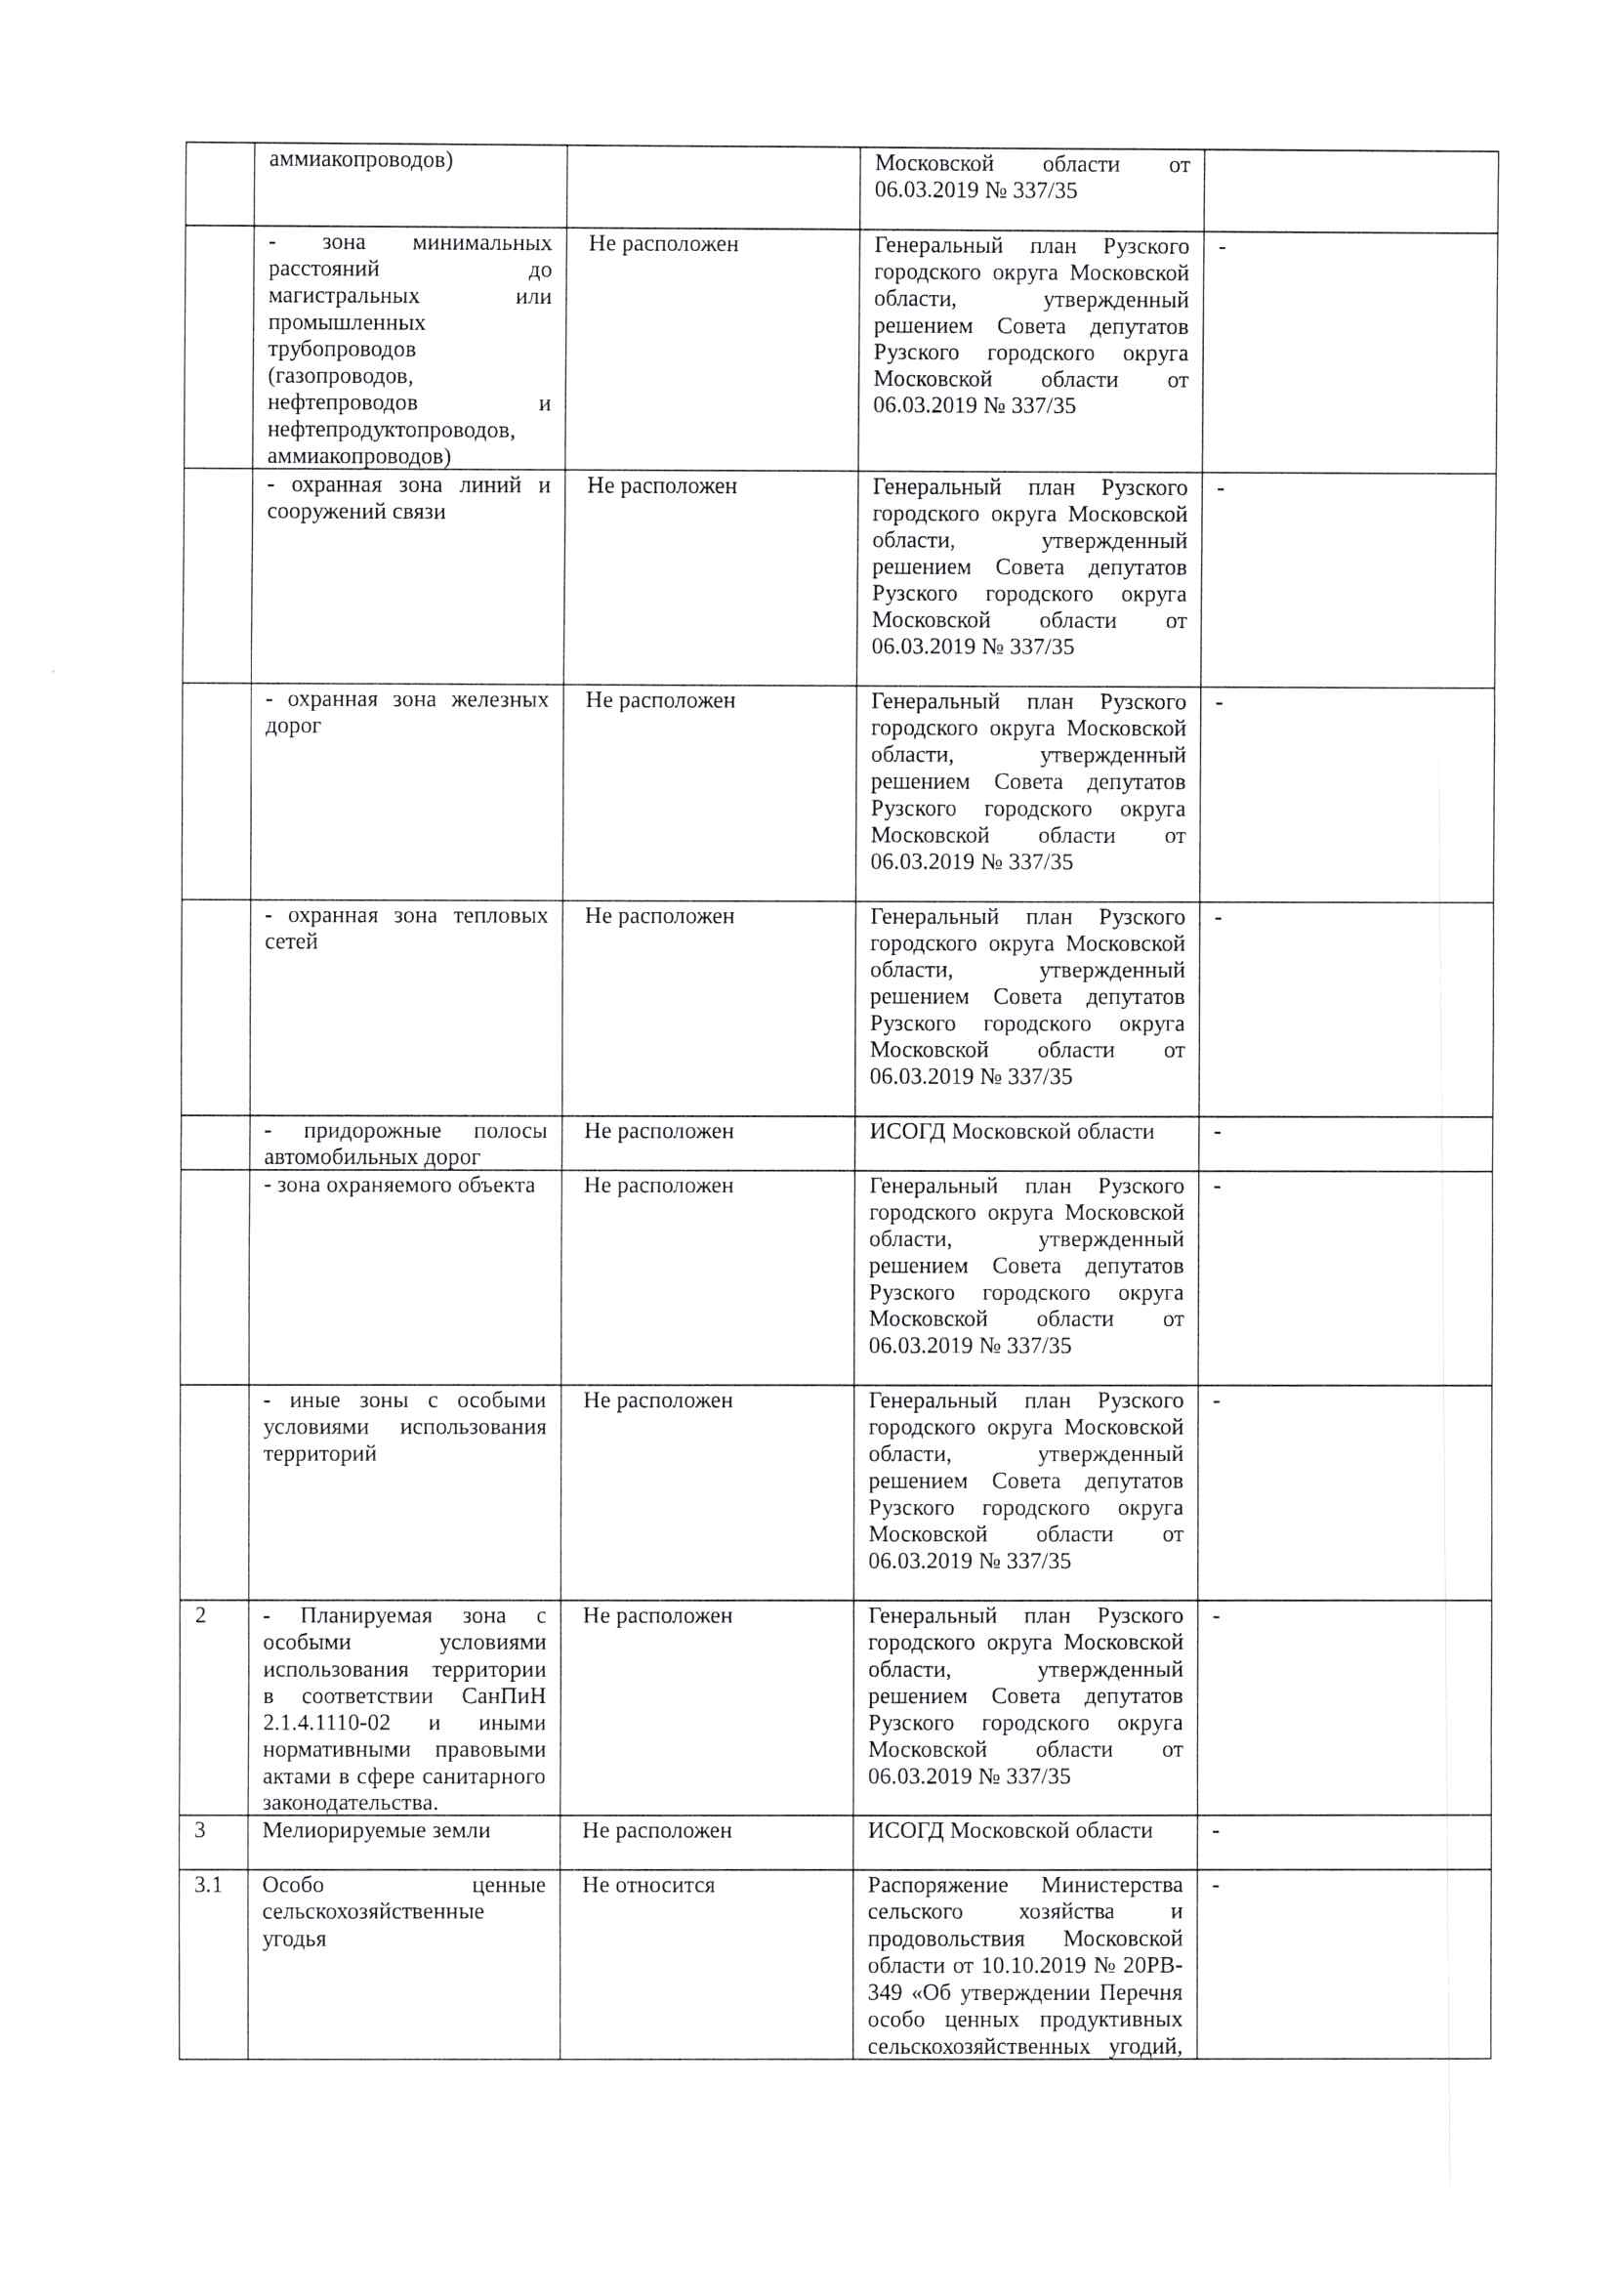 аммиакопроводов)
Московской области от
06.03.2019 № 337/35
- зона минимальных
расстояний до
магистральных или
промышленных
трубопроводов
(газопроводов,
нефтепроводов и
нефтепродуктопроводов,
аммиакопроводов)
Не расположен
Генеральный план Рузского
городского округа Московской
области, утвержденный
решением Совета депутатов
Рузского городского округа
Московской области от
06.03.2019 № 337/35
-
- охранная зона линий и
сооружений связи
Не расположен
Генеральный план Рузского
городского округа Московской
области, утвержденный
решением Совета депутатов
Рузского городского округа
Московской области от
06.03.2019 № 337/35
-
- охранная зона железных
дорог
Не расположен
Генеральный план Рузского
городского округа Московской
области, утвержденный
решением Совета депутатов
Рузского городского округа
Московской области от
06.03.2019 № 337/35
-
- охранная зона тепловых
сетей
Не расположен
Генеральный план Рузского
городского округа Московской
области, утвержденный
решением Совета депутатов
Рузского городского округа
Московской области от
06.03.2019 № 337/35
-
- придорожные полосы
автомобильных дорог
Не расположен
ИСОГД Московской области
-
- зона охраняемого объекта
Не расположен
Генеральный план Рузского
городского округа Московской
области, утвержденный
решением Совета депутатов
Рузского городского округа
Московской области от
06.03.2019 № 337/35
-
- иные зоны с особыми
условиями использования
территорий
Не расположен
Генеральный план Рузского
городского округа Московской
области, утвержденный
решением Совета депутатов
Рузского городского округа
Московской области от
06.03.2019 № 337/35
-
2
- Планируемая зона с
особыми условиями
использования территории
в соответствии СанПиН
2.1.4.1110-02 и иными
нормативными правовыми
актами в сфере санитарного
законодательства.
Не расположен
Генеральный план Рузского
городского округа Московской
области, утвержденный
решением Совета депутатов
Рузского городского округа
Московской области от
06.03.2019 № 337/35
-
3
Мелиорируемые земли
Не расположен
ИСОГД Московской области
-
3.1
Особо ценные
сельскохозяйственные
угодья
Не относится
Распоряжение Министерства
сельского хозяйства и
продовольствия Московской
области от 10.10.2019 № 20РВ-
349 «Об утверждении Перечня
особо ценных продуктивных
сельскохозяйственных угодий,
-